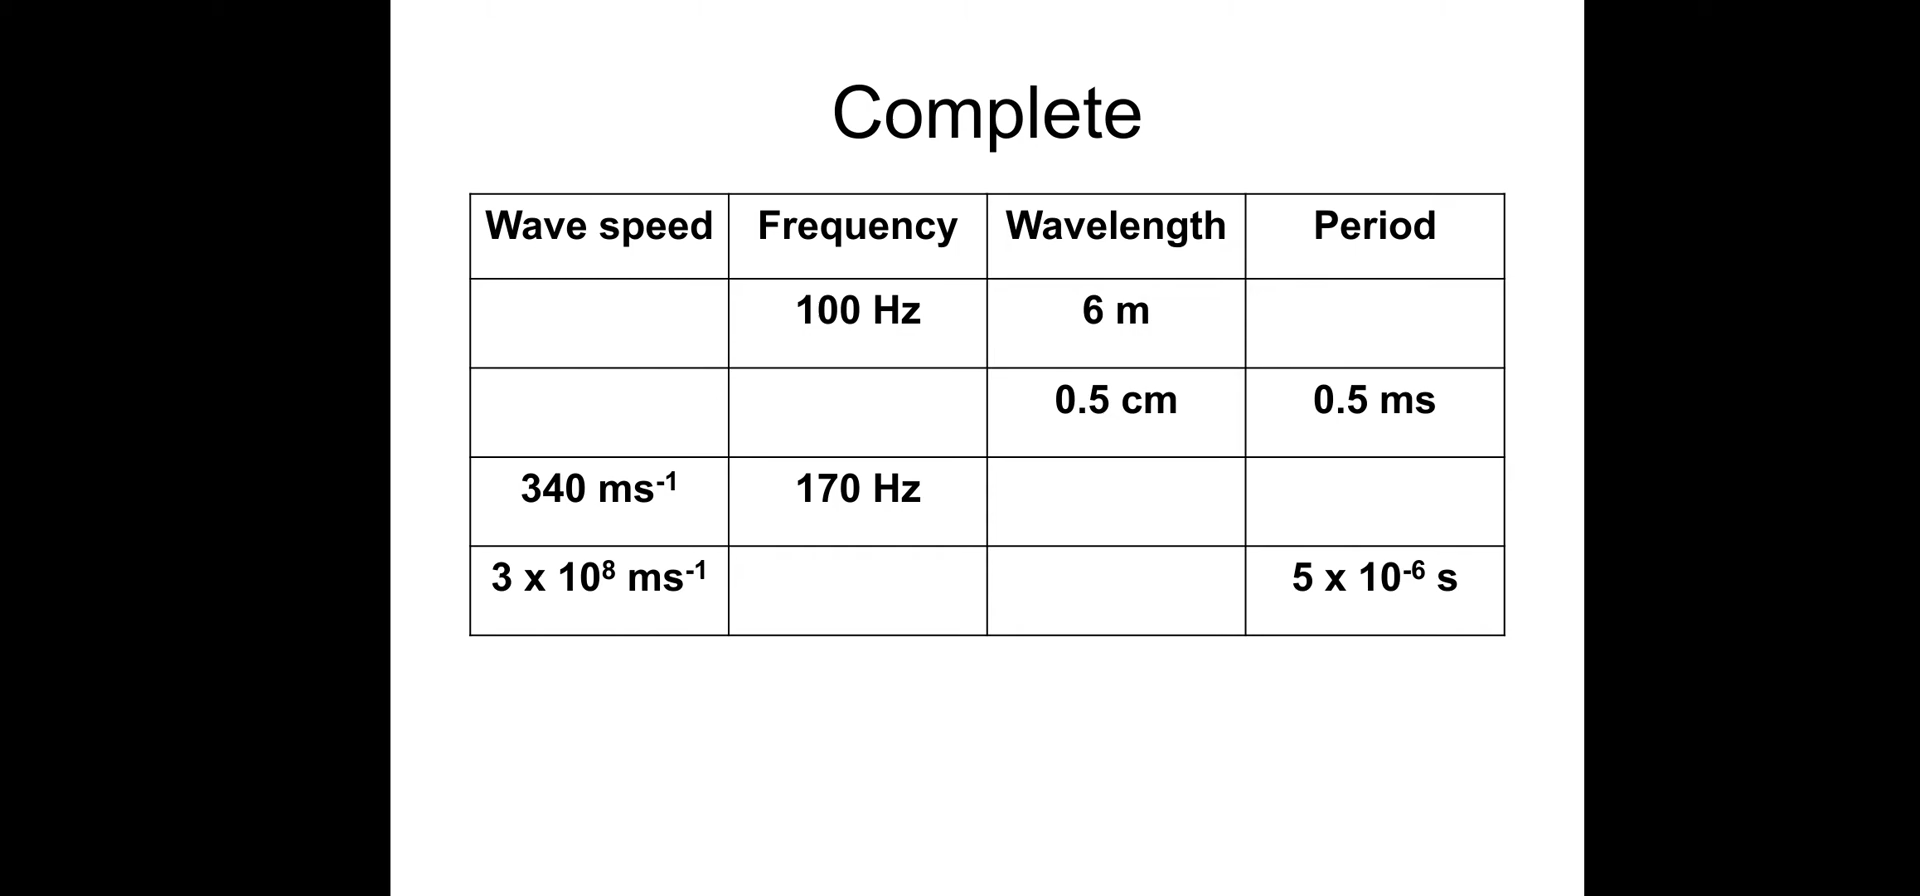 Complete
Wave speed Frequency Wavelength Period
100 Hz 6 m
0.5 cm 0.5 ms
340 ms⁻¹ 170 Hz
3 x 10⁸ ms⁻¹ 5 x 10⁻⁶ s